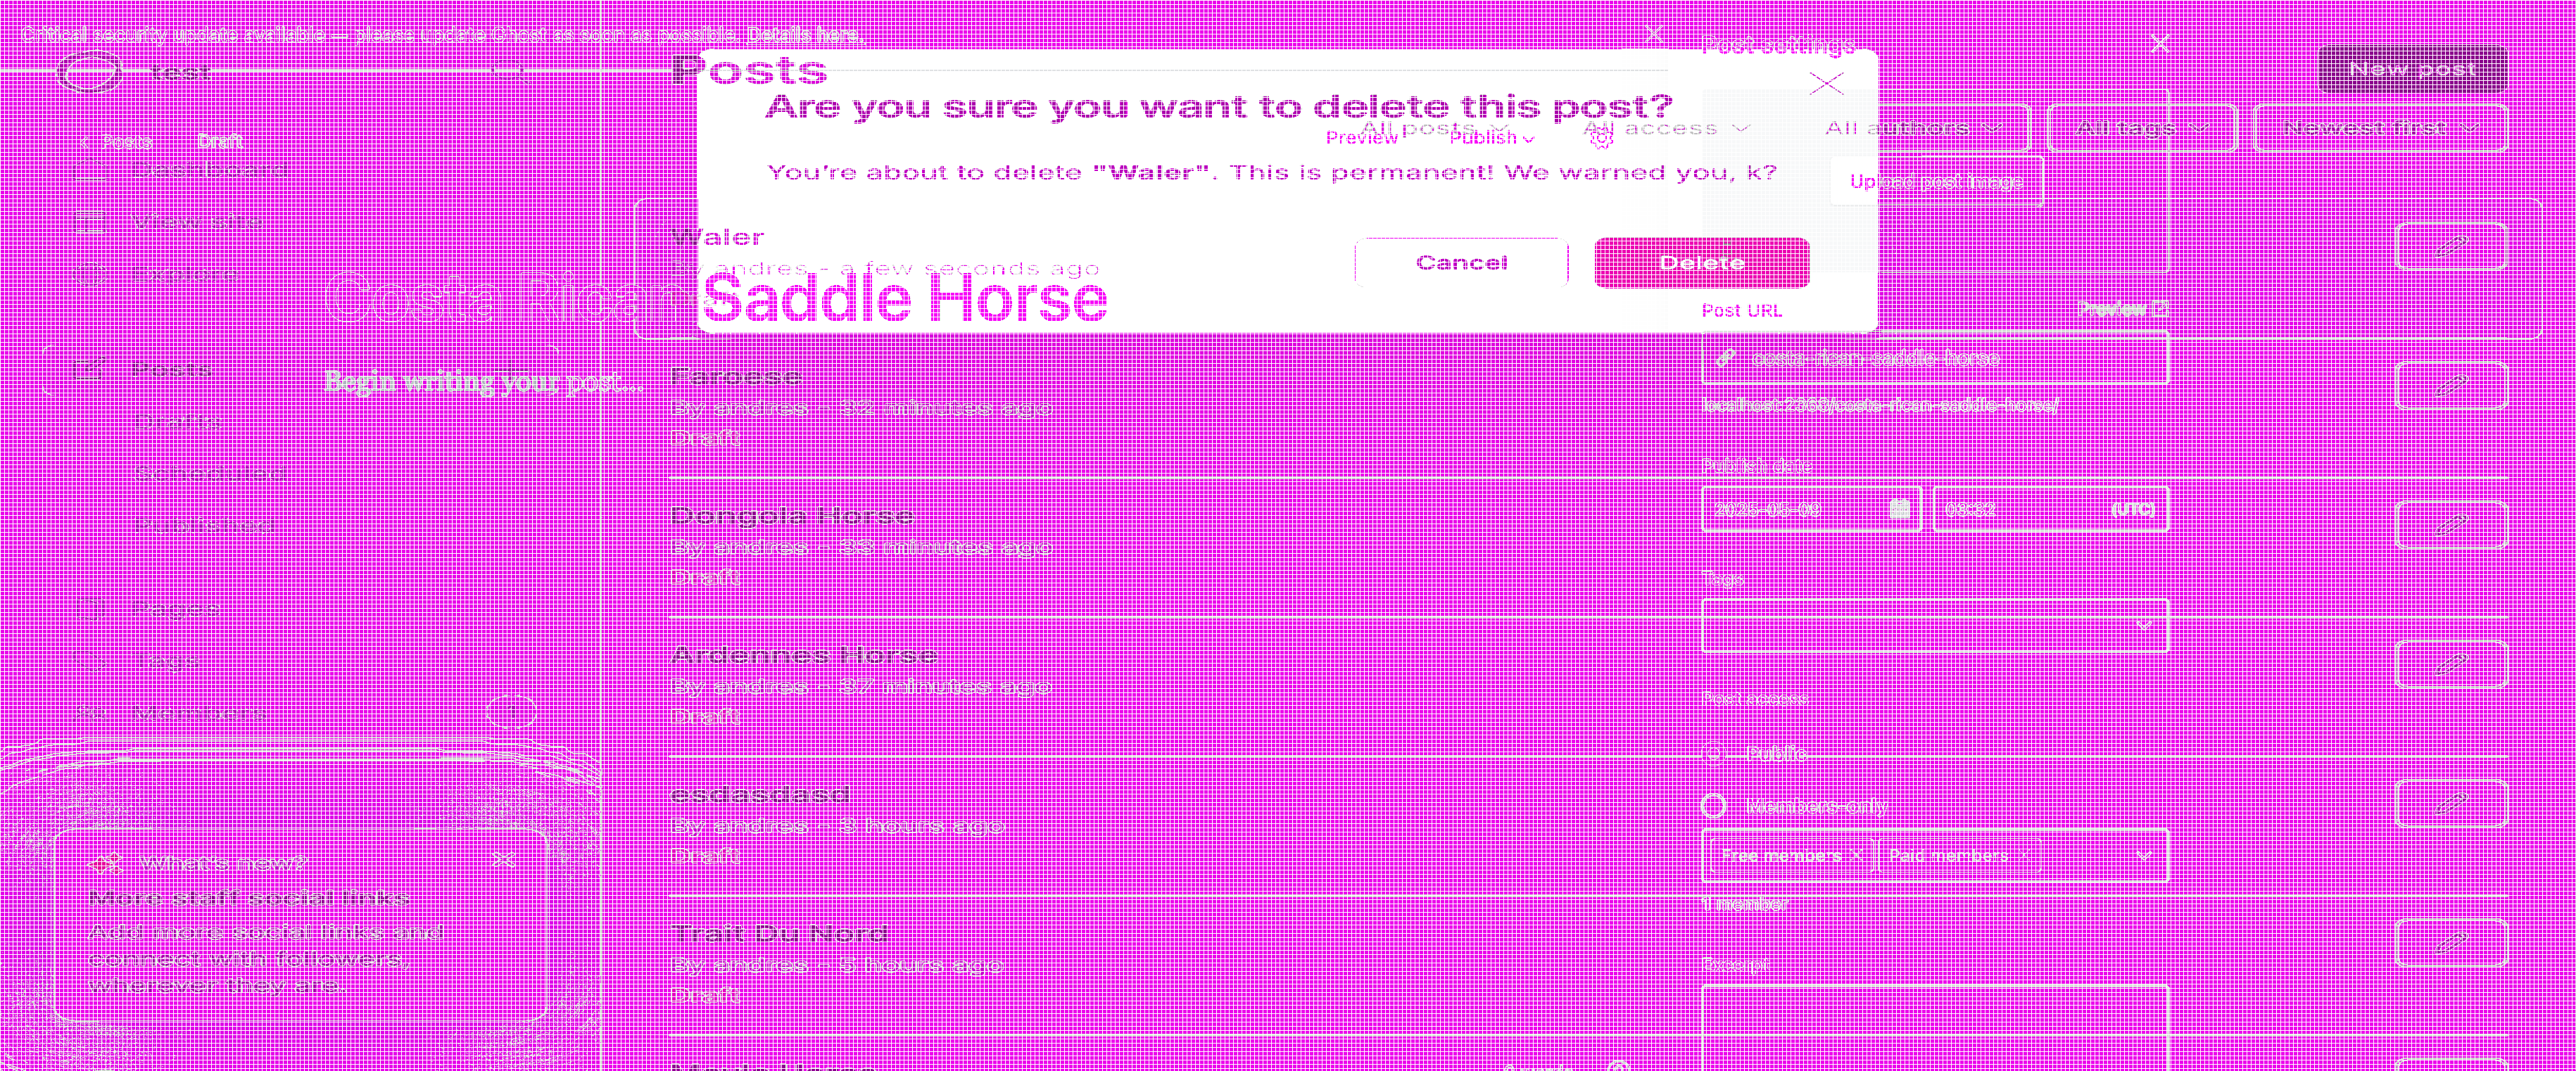 Critical security update available — please update Ghost as soon as possible. Details here.
test
Posts
Draft
Dashboard
View site
Explore
Posts
Drafts
Scheduled
Published
Pages
Tags
Members
1
What's new?
More staff social links
Add more social links and
connect with followers,
wherever they are.
Posts
New post
All posts
All access
All authors
All tags
Newest first
Preview
Publish
Are you sure you want to delete this post?
You're about to delete "Waler". This is permanent! We warned you, k?
Cancel
Delete
Waler
By andres - a few seconds ago
Costa Rican Saddle Horse
Begin writing your post...
Faroese
By andres - 32 minutes ago
Draft
Dongola Horse
By andres - 33 minutes ago
Draft
Ardennes Horse
By andres - 37 minutes ago
Draft
esdasdasd
By andres - 3 hours ago
Draft
Trait Du Nord
By andres - 5 hours ago
Draft
Post settings
Upload post image
Post URL
Preview
costa-rican-saddle-horse
localhost:2368/costa-rican-saddle-horse/
Publish date
2025-05-09
(UTC)
Tags
Post access
Public
Members-only
Free members
Paid members
1 member
Excerpt